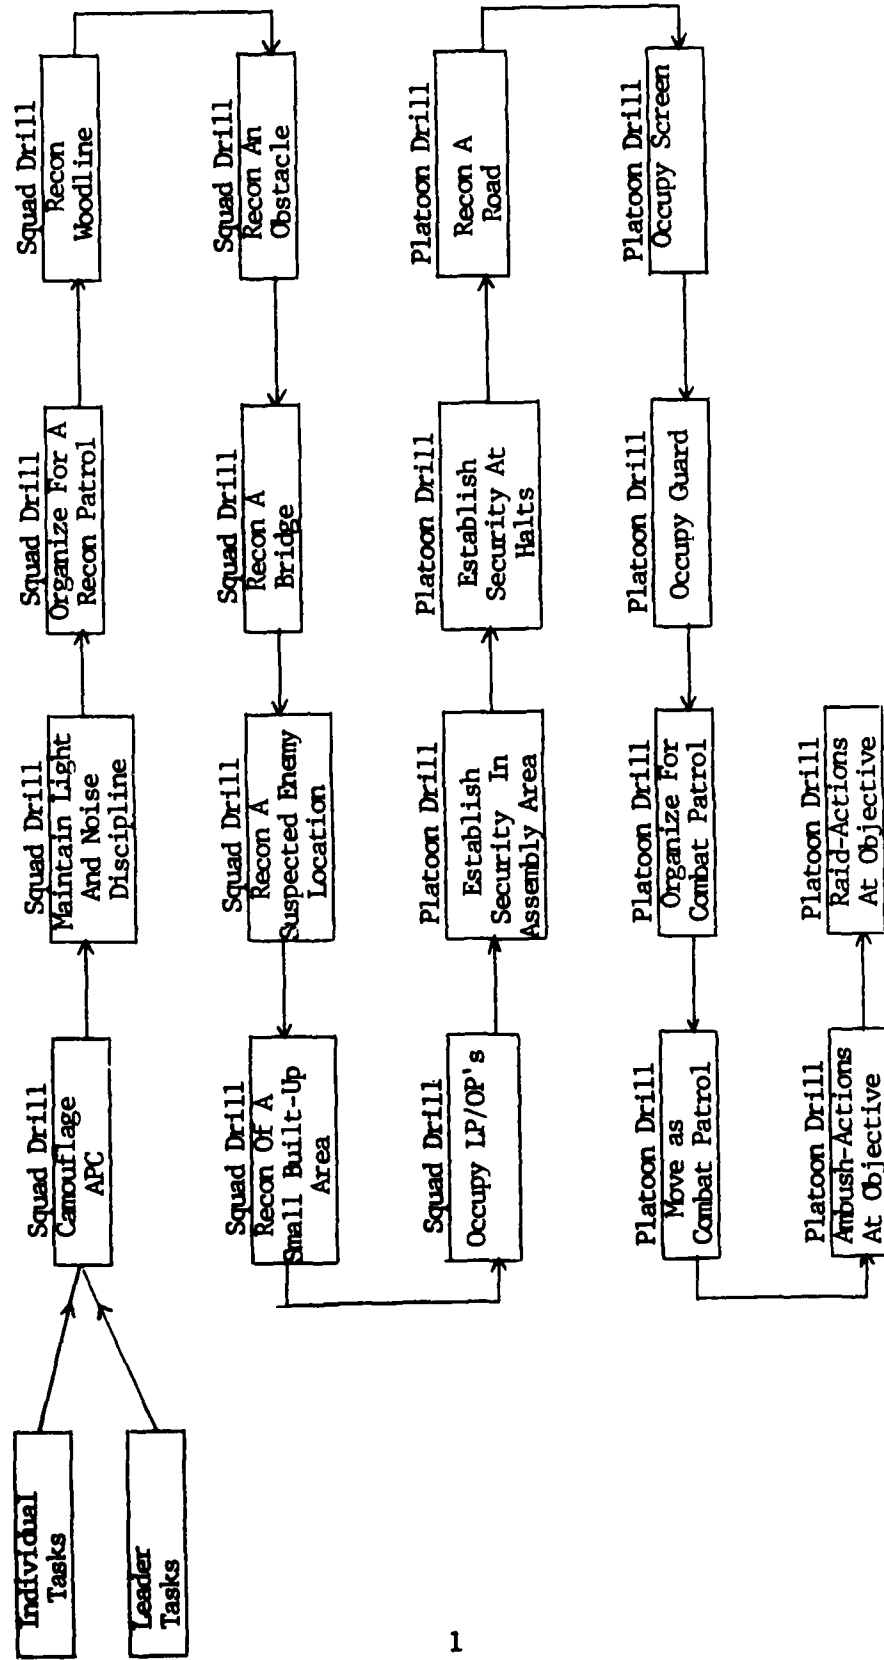 Individual
Tasks
Leader
Tasks
Squad Drill
Camouflage
APC
Squad Drill
Maintain Light
And Noise
Discipline
Squad Drill
Organize For A
Recon Patrol
Squad Drill
Recon
Woodline
Squad Drill
Recon An
Obstacle
Squad Drill
Recon A
Bridge
Squad Drill
Recon A
Suspected Enemy
Location
Squad Drill
Recon Of A
Small Built-Up
Area
Squad Drill
Occupy LP/OP's
Platoon Drill
Establish
Security In
Assembly Area
Platoon Drill
Establish
Security At
Halts
Platoon Drill
Recon A
Road
Platoon Drill
Occupy Screen
Platoon Drill
Occupy Guard
Platoon Drill
Organize For
Combat Patrol
Platoon Drill
Move as
Combat Patrol
Platoon Drill
Ambush-Actions
At Objective
Platoon Drill
Raid-Actions
At Objective
1